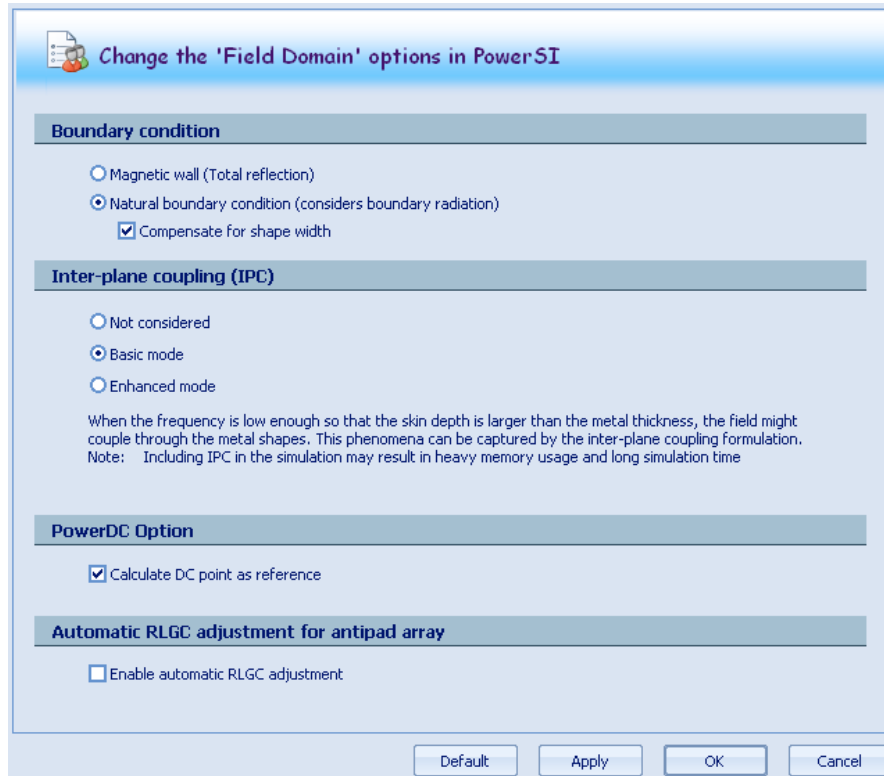 Change the 'Field Domain' options in PowerSI
Boundary condition
Magnetic wall (Total reflection)
Natural boundary condition (considers boundary radiation)
Compensate for shape width
Inter-plane coupling (IPC)
Not considered
Basic mode
Enhanced mode
When the frequency is low enough so that the skin depth is larger than the metal thickness, the field might
couple through the metal shapes. This phenomena can be captured by the inter-plane coupling formulation.
Note: Including IPC in the simulation may result in heavy memory usage and long simulation time
PowerDC Option
Calculate DC point as reference
Automatic RLGC adjustment for antipad array
Enable automatic RLGC adjustment
Default Apply OK Cancel